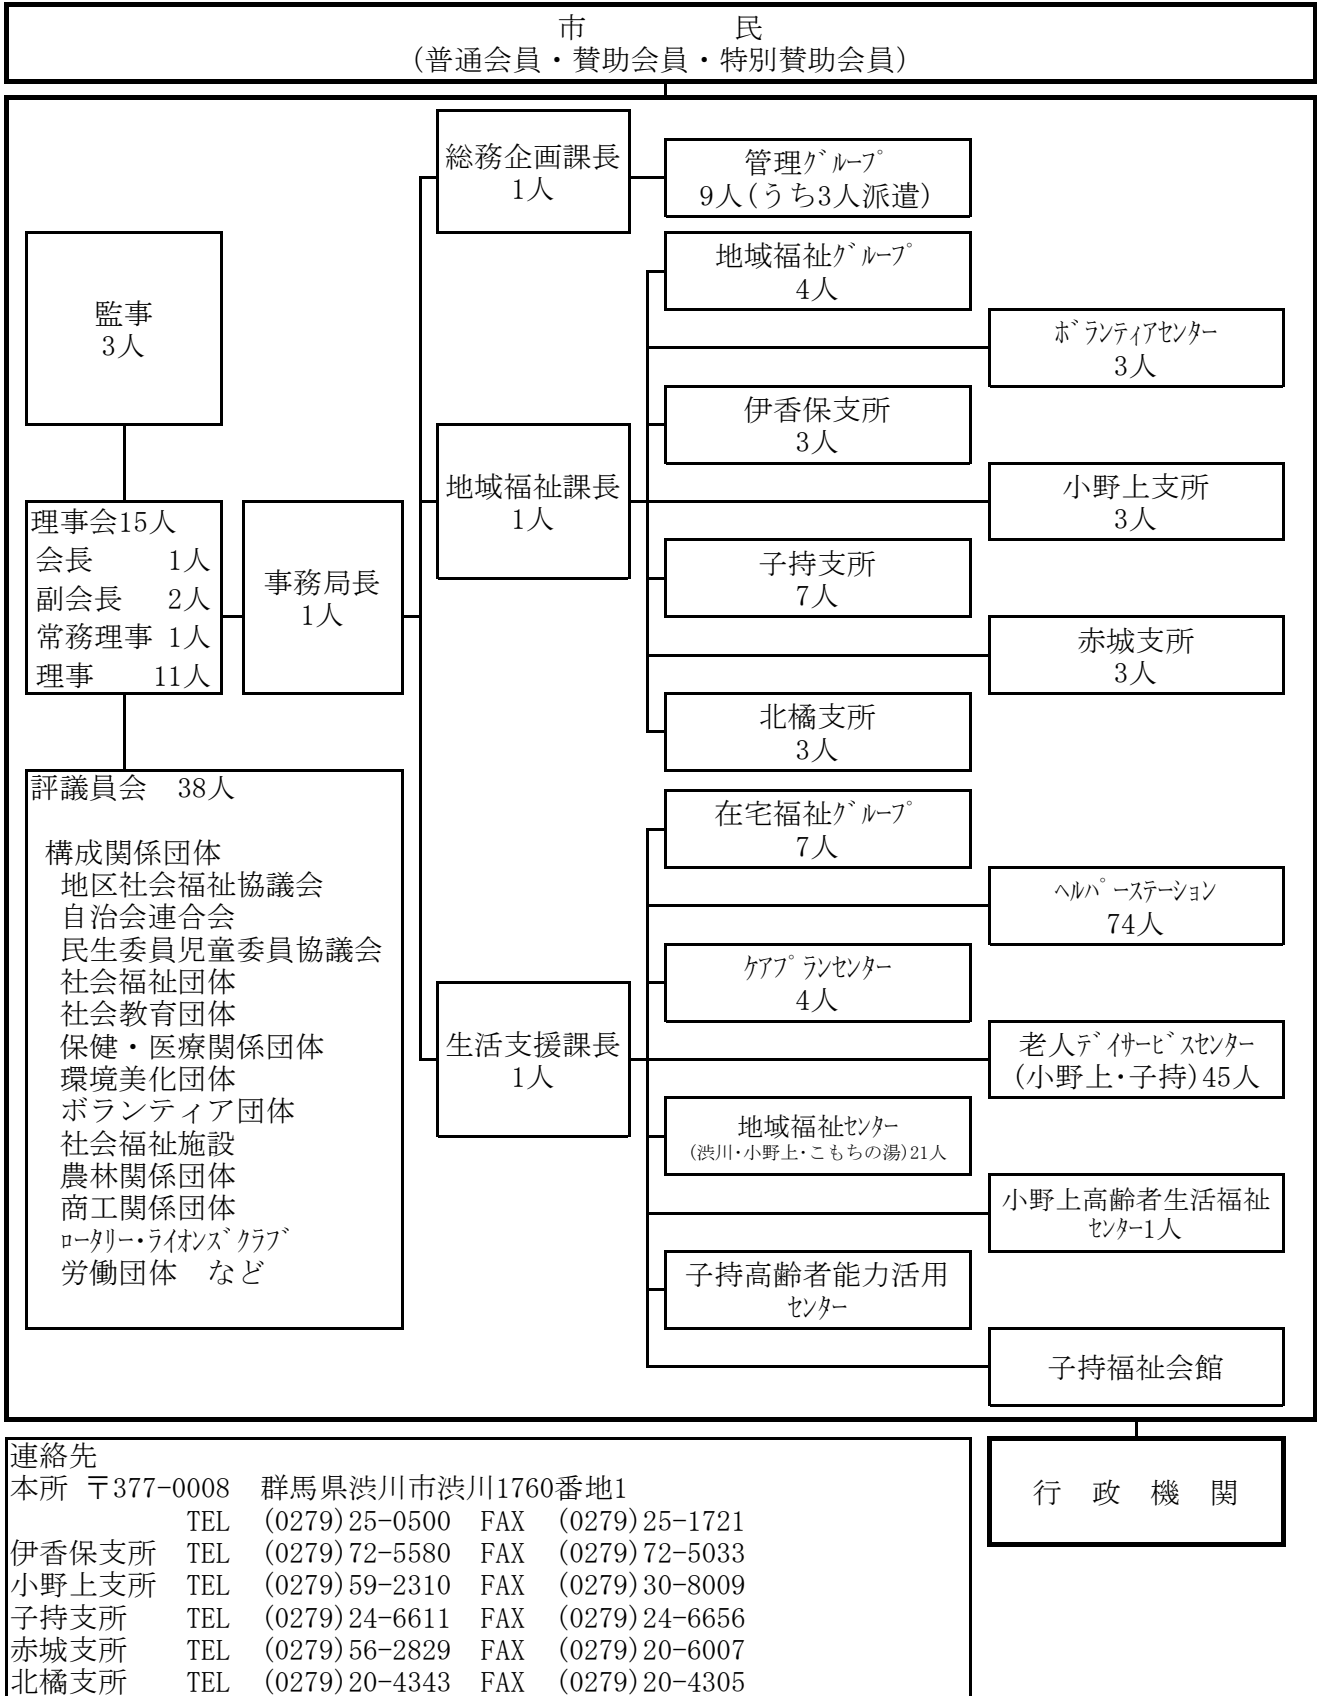 市　　　　　民
(普通会員・賛助会員・特別賛助会員)
総務企画課長
1人
管理ｸﾞﾙｰﾌﾟ
9人(うち3人派遣)
監事
3人
地域福祉ｸﾞﾙｰﾌﾟ
4人
ﾎﾞﾗﾝﾃｨｱｾﾝﾀｰ
3人
伊香保支所
3人
地域福祉課長
1人
小野上支所
3人
理事会15人
会長　　1人
副会長　2人
常務理事 1人
理事　　11人
事務局長
1人
子持支所
7人
赤城支所
3人
北橘支所
3人
評議員会　38人
構成関係団体
地区社会福祉協議会
自治会連合会
民生委員児童委員協議会
社会福祉団体
社会教育団体
保健・医療関係団体
環境美化団体
ボランティア団体
社会福祉施設
農林関係団体
商工関係団体
ﾛｰﾀﾘｰ･ﾗｲｵﾝｽﾞｸﾗﾌﾞ
労働団体　など
在宅福祉ｸﾞﾙｰﾌﾟ
7人
ﾍﾙﾊﾟｰｽﾃｰｼｮﾝ
74人
ｹｱﾌﾟﾗﾝｾﾝﾀｰ
4人
生活支援課長
1人
老人ﾃﾞｲｻｰﾋﾞｽｾﾝﾀｰ
(小野上･子持)45人
地域福祉ｾﾝﾀｰ
(渋川･小野上･こもちの湯)21人
小野上高齢者生活福祉
ｾﾝﾀｰ1人
子持高齢者能力活用
ｾﾝﾀｰ
子持福祉会館
連絡先
本所 〒377-0008　群馬県渋川市渋川1760番地1
TEL　(0279)25-0500　FAX　(0279)25-1721
伊香保支所　TEL　(0279)72-5580　FAX　(0279)72-5033
小野上支所　TEL　(0279)59-2310　FAX　(0279)30-8009
子持支所　　TEL　(0279)24-6611　FAX　(0279)24-6656
赤城支所　　TEL　(0279)56-2829　FAX　(0279)20-6007
北橘支所　　TEL　(0279)20-4343　FAX　(0279)20-4305
行　政　機　関